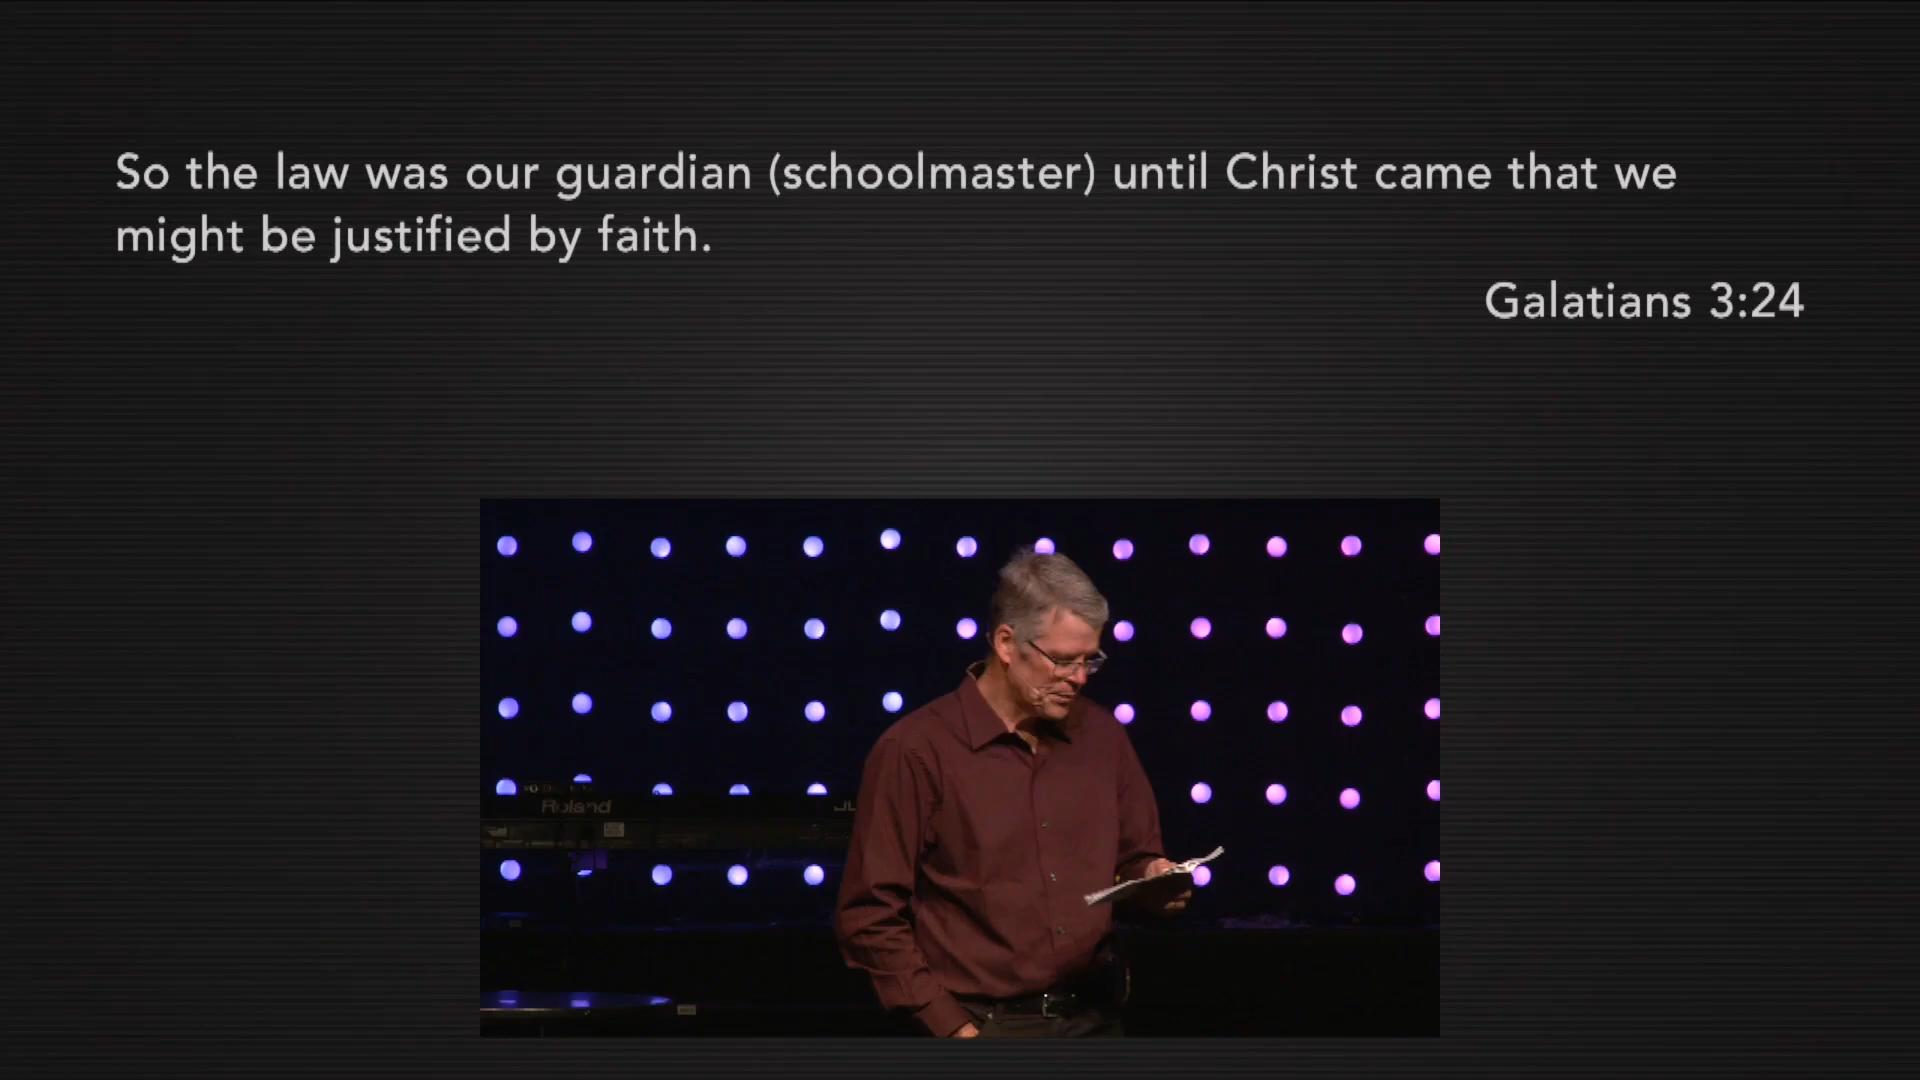 So the law was our guardian (schoolmaster) until Christ came that we
might be justified by faith.
Galatians 3:24
Roland